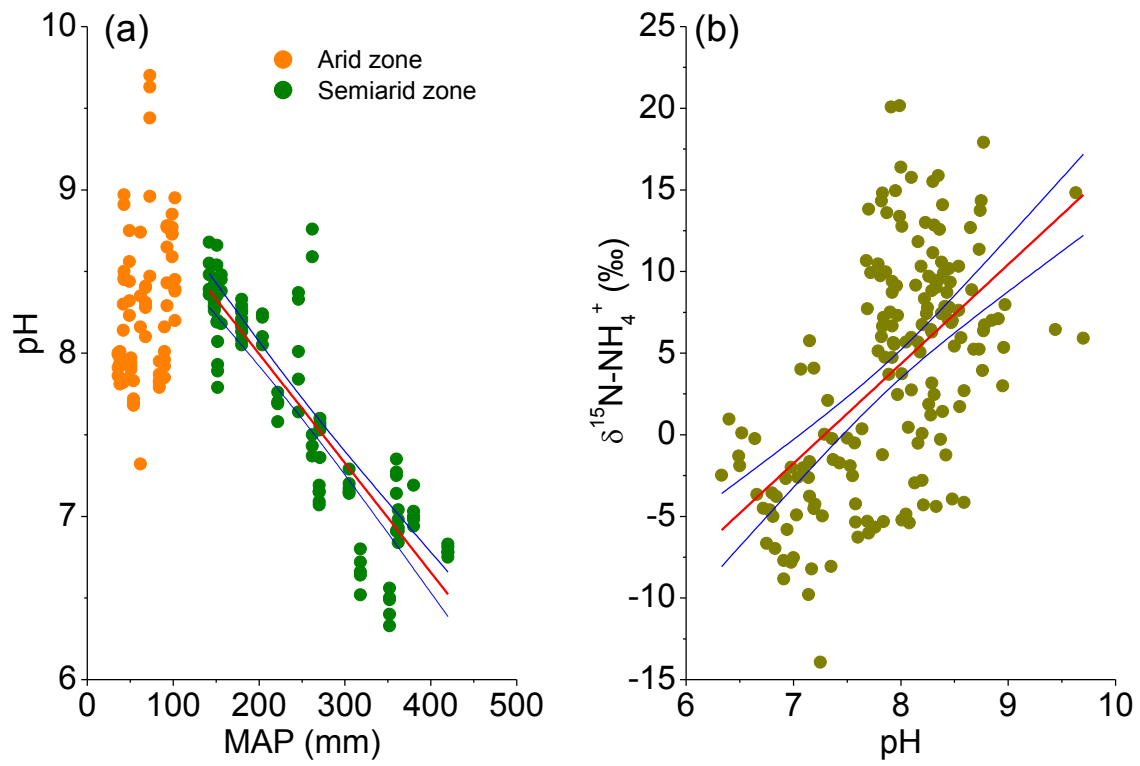 (a)
Arid zone
Semiarid zone
10
9
8
7
6
pH
0 100 200 300 400 500
MAP (mm)
(b)
25
20
15
10
5
0
-5
-10
-15
δ¹⁵N-NH₄⁺ (‰)
6 7 8 9 10
pH